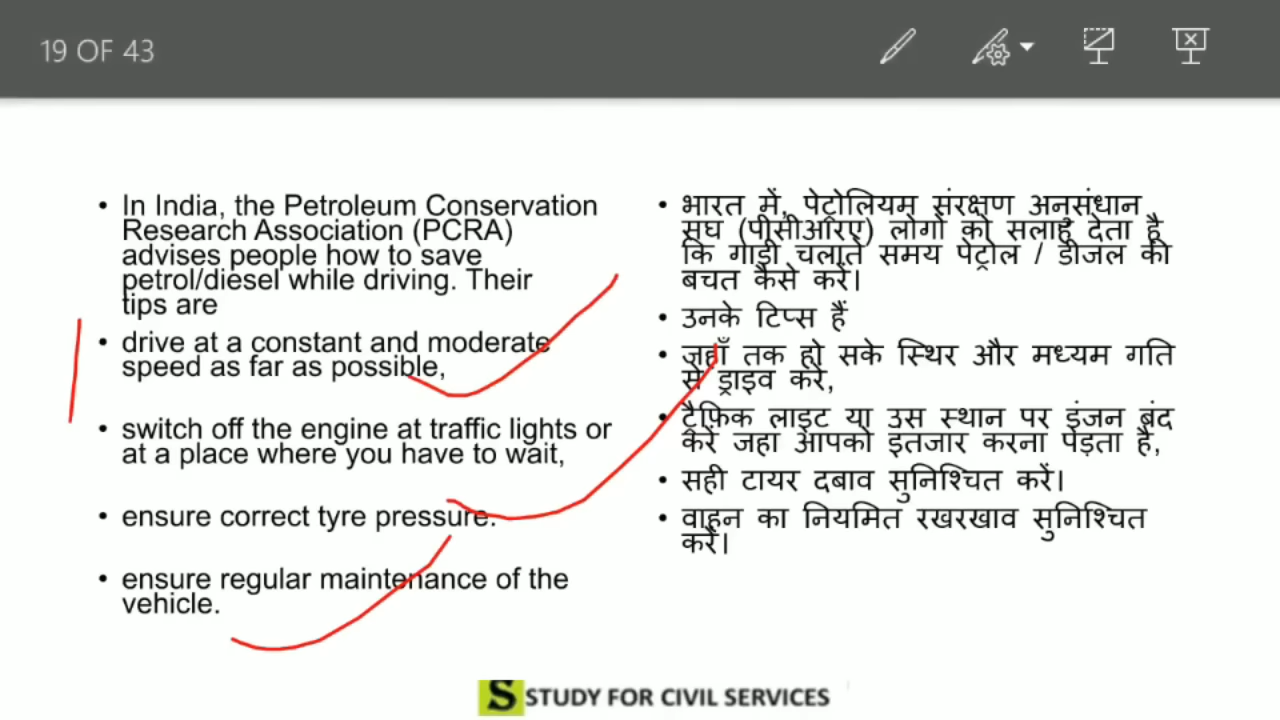 19 OF 43
• In India, the Petroleum Conservation
Research Association (PCRA)
advises people how to save
petrol/diesel while driving. Their
tips are
• drive at a constant and moderate
speed as far as possible,
• switch off the engine at traffic lights or
at a place where you have to wait,
• ensure correct tyre pressure.
• ensure regular maintenance of the
vehicle.
• भारत में, पेट्रोलियम संरक्षण अनुसंधान
संघ (पीसीआरए) लोगों को सलाह देता है
कि गाड़ी चलाते समय पेट्रोल / डीजल की
बचत कैसे करें।
• उनके टिप्स हैं
• जहाँ तक हो सके स्थिर और मध्यम गति
से ड्राइव करें,
• ट्रैफ़िक लाइट या उस स्थान पर इंजन बंद
करें जहां आपको इंतजार करना पड़ता है,
• सही टायर दबाव सुनिश्चित करें।
• वाहन का नियमित रखरखाव सुनिश्चित
करें।
S STUDY FOR CIVIL SERVICES